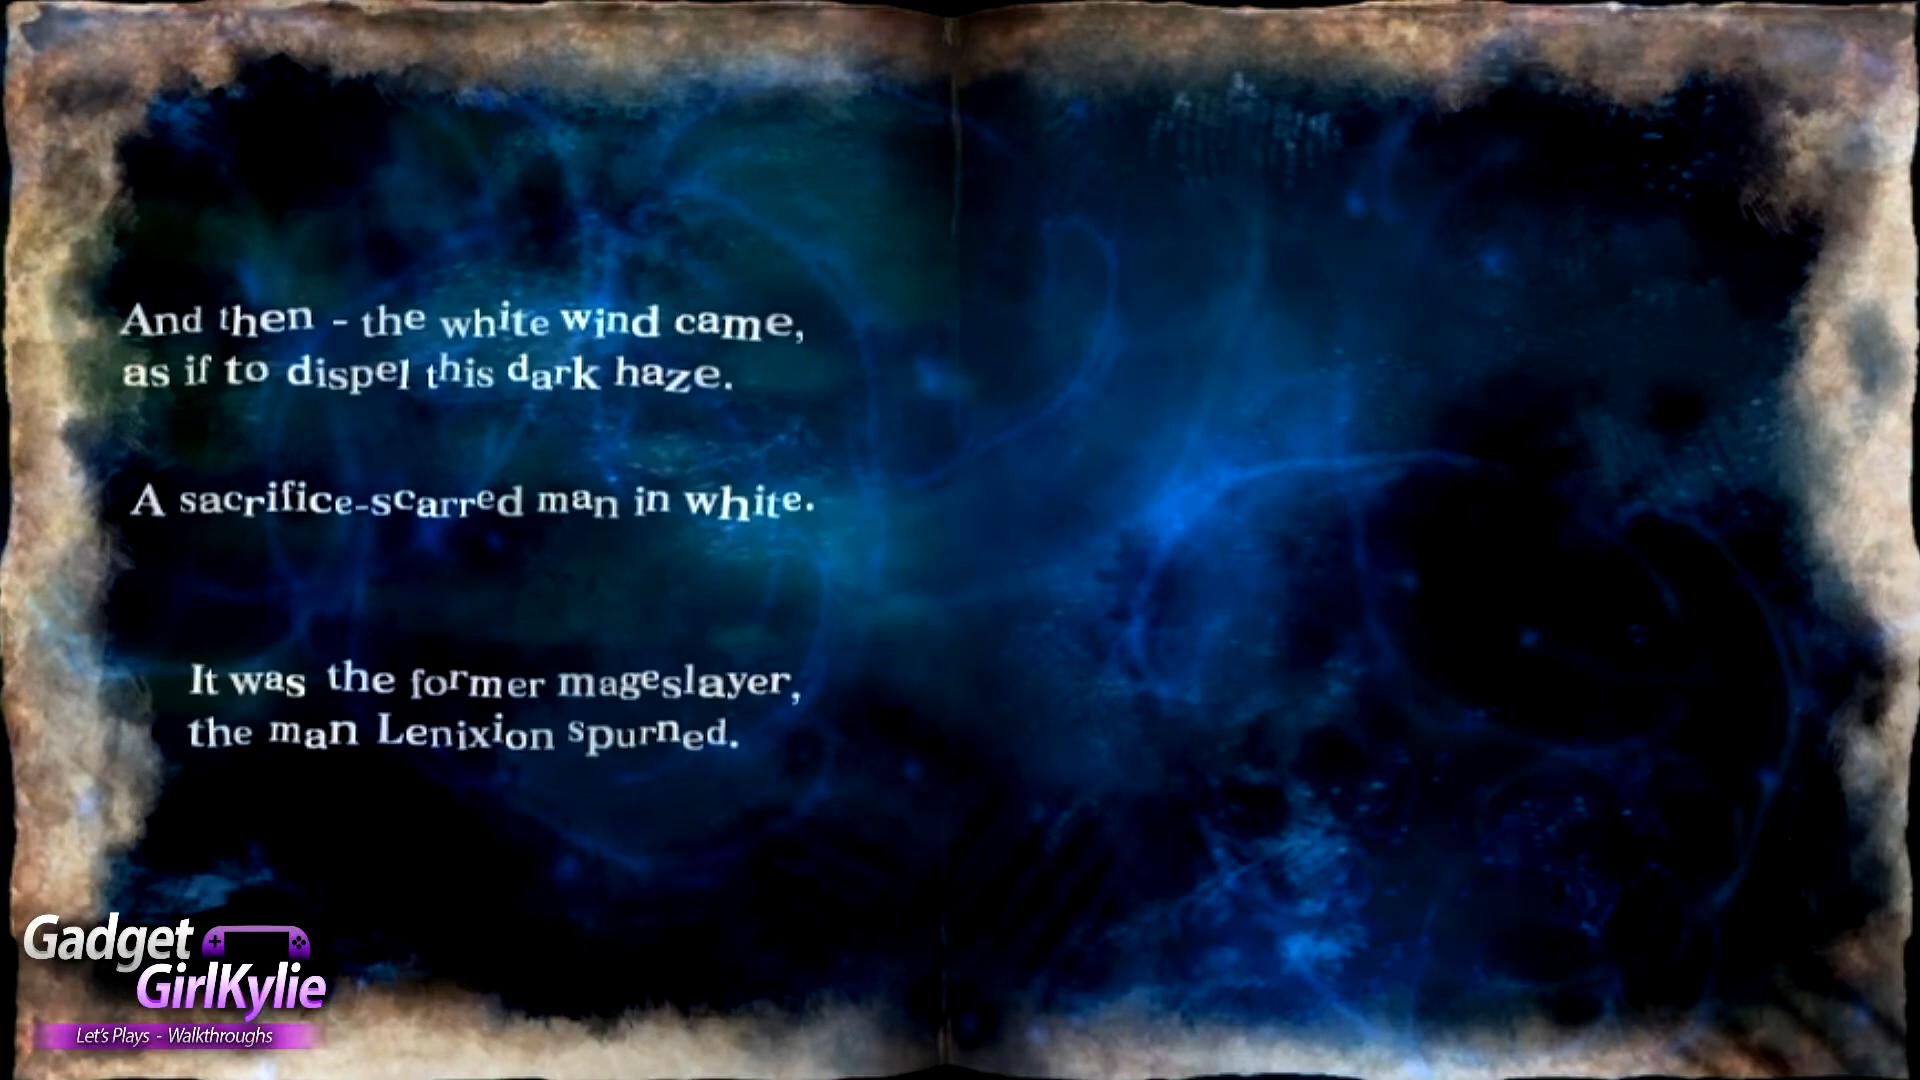 And then - the white wind came,
as if to dispel this dark haze.
A sacrifice-scarred man in white.
It was the former mageslayer,
the man Lenixion spurned.
Gadget
GirlKylie
Let's Plays - Walkthroughs